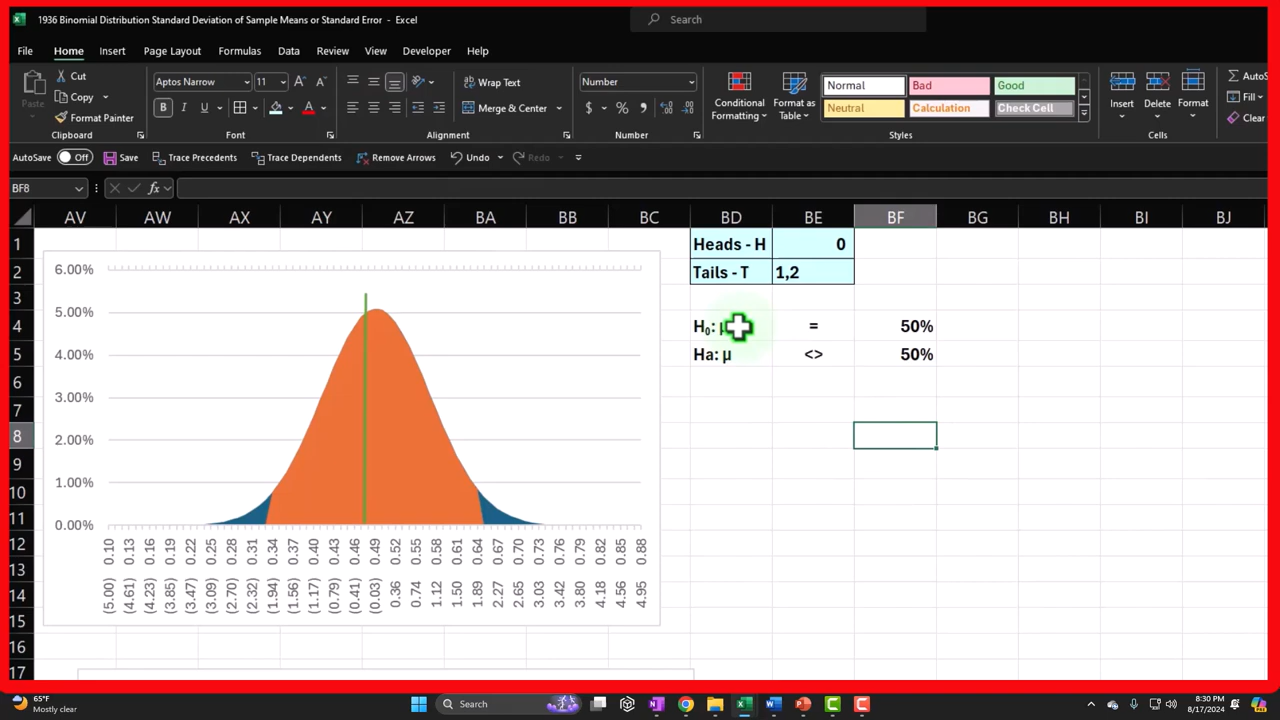 1936 Binomial Distribution Standard Deviation of Sample Means or Standard Error - Excel
Search
File Home Insert Page Layout Formulas Data Review View Developer Help
Paste
Cut
Copy
Format Painter
Clipboard
Aptos Narrow 11
B I U
Font
Wrap Text
Merge & Center
Alignment
Number
$ %
Number
Conditional Formatting
Format as Table
Normal Bad Good
Neutral Calculation Check Cell
Styles
Insert Delete Format
Cells
Fill
Clear
AutoSave Off Save Trace Precedents Trace Dependents Remove Arrows Undo Redo
BF8 fx
AV AW AX AY AZ BA BB BC BD BE BF BG BH BI BJ
1 Heads - H 0
2 Tails - T 1,2
3
4 H₀: μ = 50%
5 Ha: μ <> 50%
6
7
8
9
10
11
12
13
14
15
16
17
6.00%
5.00%
4.00%
3.00%
2.00%
1.00%
0.00%
0.10 0.13 0.16 0.19 0.22 0.25 0.28 0.31 0.34 0.37 0.40 0.43 0.46 0.49 0.52 0.55 0.58 0.61 0.64 0.67 0.70 0.73 0.76 0.79 0.82 0.85 0.88
(5.00) (4.61) (4.23) (3.85) (3.47) (3.09) (2.70) (2.32) (1.94) (1.56) (1.17) (0.79) (0.41) (0.03) 0.36 0.74 1.12 1.50 1.89 2.27 2.65 3.03 3.42 3.80 4.18 4.56 4.95
65°F
Mostly clear
Search
8:30 PM
8/17/2024